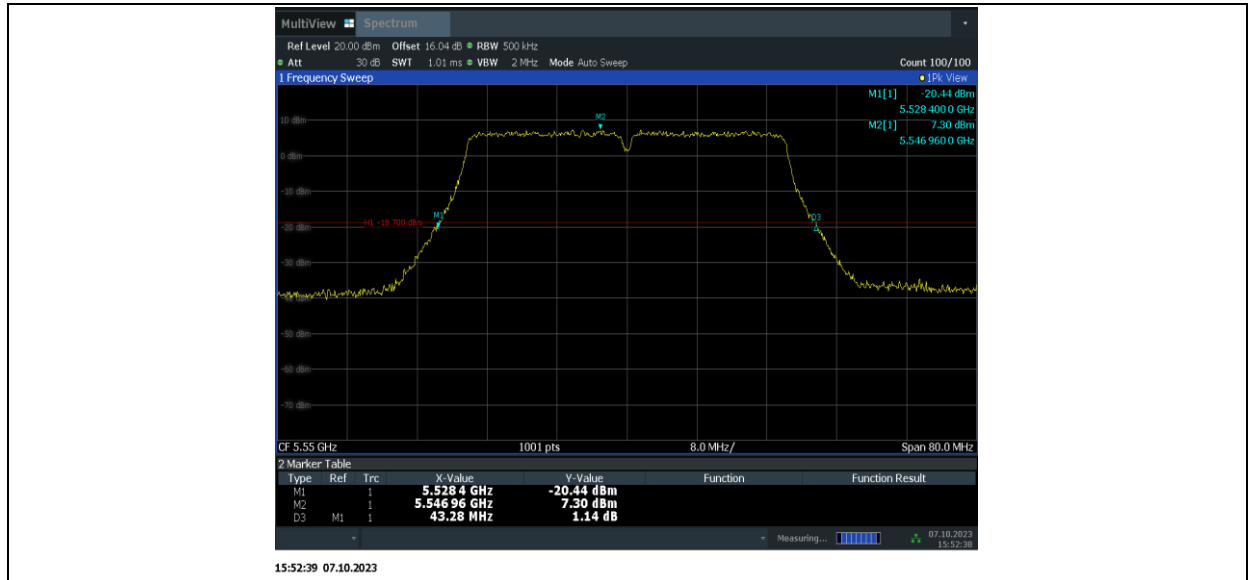 MultiView Spectrum
Ref Level 20.00 dBm Offset 16.04 dB RBW 500 kHz
Att 30 dB SWT 1.01 ms VBW 2 MHz Mode Auto Sweep Count 100/100
1 Frequency Sweep 1Pk View
M1[1] -20.44 dBm
5.528 400 0 GHz
M2[1] 7.30 dBm
5.546 960 0 GHz
M2
10 dBm
0 dBm
-10 dBm
M1
D3
H1 -18.700 dBm
-20 dBm
-30 dBm
-40 dBm
-50 dBm
-60 dBm
-70 dBm
CF 5.55 GHz 1001 pts 8.0 MHz/ Span 80.0 MHz
2 Marker Table
Type Ref Trc X-Value Y-Value Function Function Result
M1 1 5.528 4 GHz -20.44 dBm
M2 1 5.546 96 GHz 7.30 dBm
D3 M1 1 43.28 MHz 1.14 dB
Measuring... 07.10.2023
15:52:38
15:52:39 07.10.2023